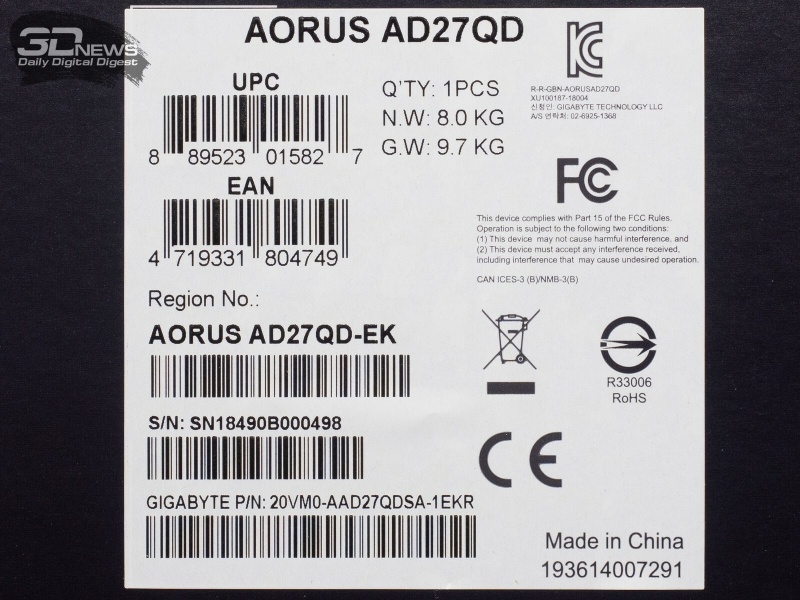 3DNEWS
Daily Digital Digest
AORUS AD27QD
UPC
8 89523 01582 7
EAN
4 719331 804749
Q'TY: 1PCS
N.W: 8.0 KG
G.W: 9.7 KG
R-R-GBN-AORUSAD27QD
XU100187-18004
신청인: GIGABYTE TECHNOLOGY LLC
A/S 연락처: 02-6925-1368
FC
This device complies with Part 15 of the FCC Rules.
Operation is subject to the following two conditions:
(1) This device may not cause harmful interference, and
(2) This device must accept any interference received,
including interference that may cause undesired operation.
CAN ICES-3 (B)/NMB-3(B)
Region No.:
AORUS AD27QD-EK
S/N: SN18490B000498
GIGABYTE P/N: 20VM0-AAD27QDSA-1EKR
R33006
RoHS
CE
Made in China
193614007291